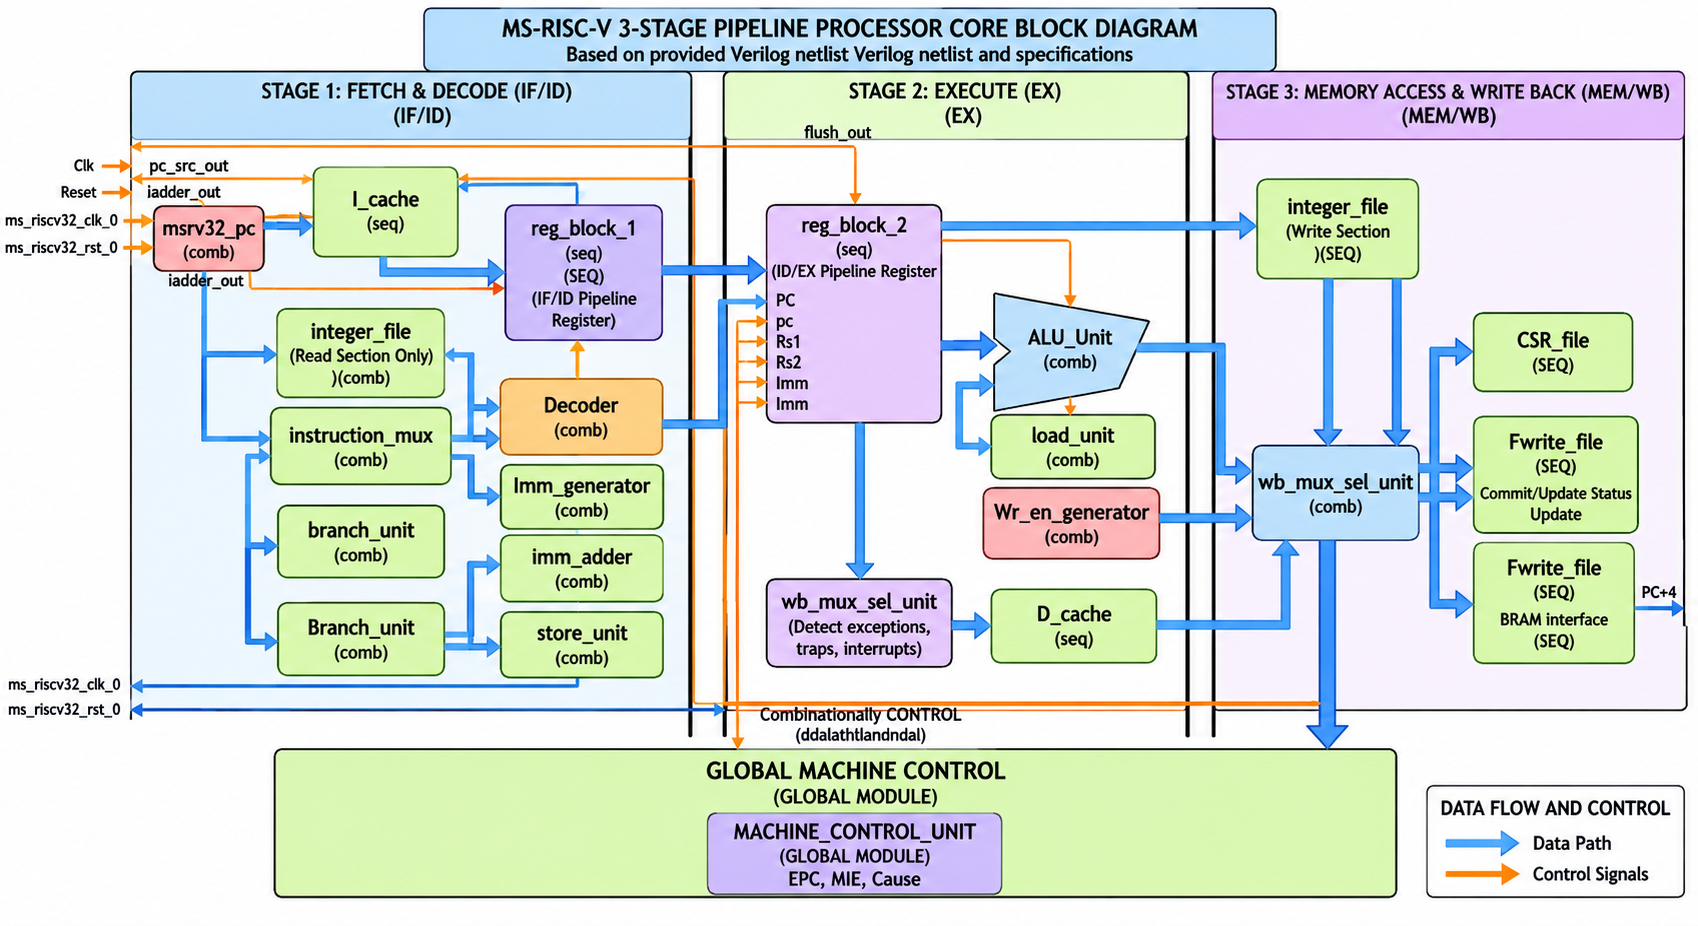 MS-RISC-V 3-STAGE PIPELINE PROCESSOR CORE BLOCK DIAGRAM
Based on provided Verilog netlist Verilog netlist and specifications
STAGE 1: FETCH & DECODE (IF/ID)
(IF/ID)
STAGE 2: EXECUTE (EX)
(EX)
STAGE 3: MEMORY ACCESS & WRITE BACK (MEM/WB)
(MEM/WB)
Clk
Reset
ms_riscv32_clk_0
ms_riscv32_rst_0
pc_src_out
iadder_out
msrv32_pc
(comb)
iadder_out
I_cache
(seq)
reg_block_1
(seq)
(SEQ)
(IF/ID Pipeline
Register)
integer_file
(Read Section Only)
)(comb)
Decoder
(comb)
instruction_mux
(comb)
Imm_generator
(comb)
branch_unit
(comb)
imm_adder
(comb)
Branch_unit
(comb)
store_unit
(comb)
ms_riscv32_clk_0
ms_riscv32_rst_0
flush_out
reg_block_2
(seq)
(ID/EX Pipeline Register
PC
pc
Rs1
Rs2
Imm
Imm
ALU_Unit
(comb)
load_unit
(comb)
Wr_en_generator
(comb)
wb_mux_sel_unit
(Detect exceptions,
traps, interrupts)
D_cache
(seq)
Combinationally CONTROL
(ddalathtlandndal)
integer_file
(Write Section
)(SEQ)
wb_mux_sel_unit
(comb)
CSR_file
(SEQ)
Fwrite_file
(SEQ)
Commit/Update Status
Update
Fwrite_file
(SEQ)
BRAM interface
(SEQ)
PC+4
GLOBAL MACHINE CONTROL
(GLOBAL MODULE)
MACHINE_CONTROL_UNIT
(GLOBAL MODULE)
EPC, MIE, Cause
DATA FLOW AND CONTROL
Data Path
Control Signals